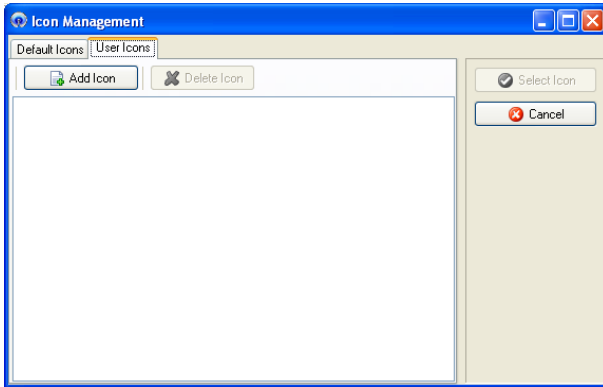 Icon Management
Default Icons User Icons
Add Icon Delete Icon Select Icon
Cancel